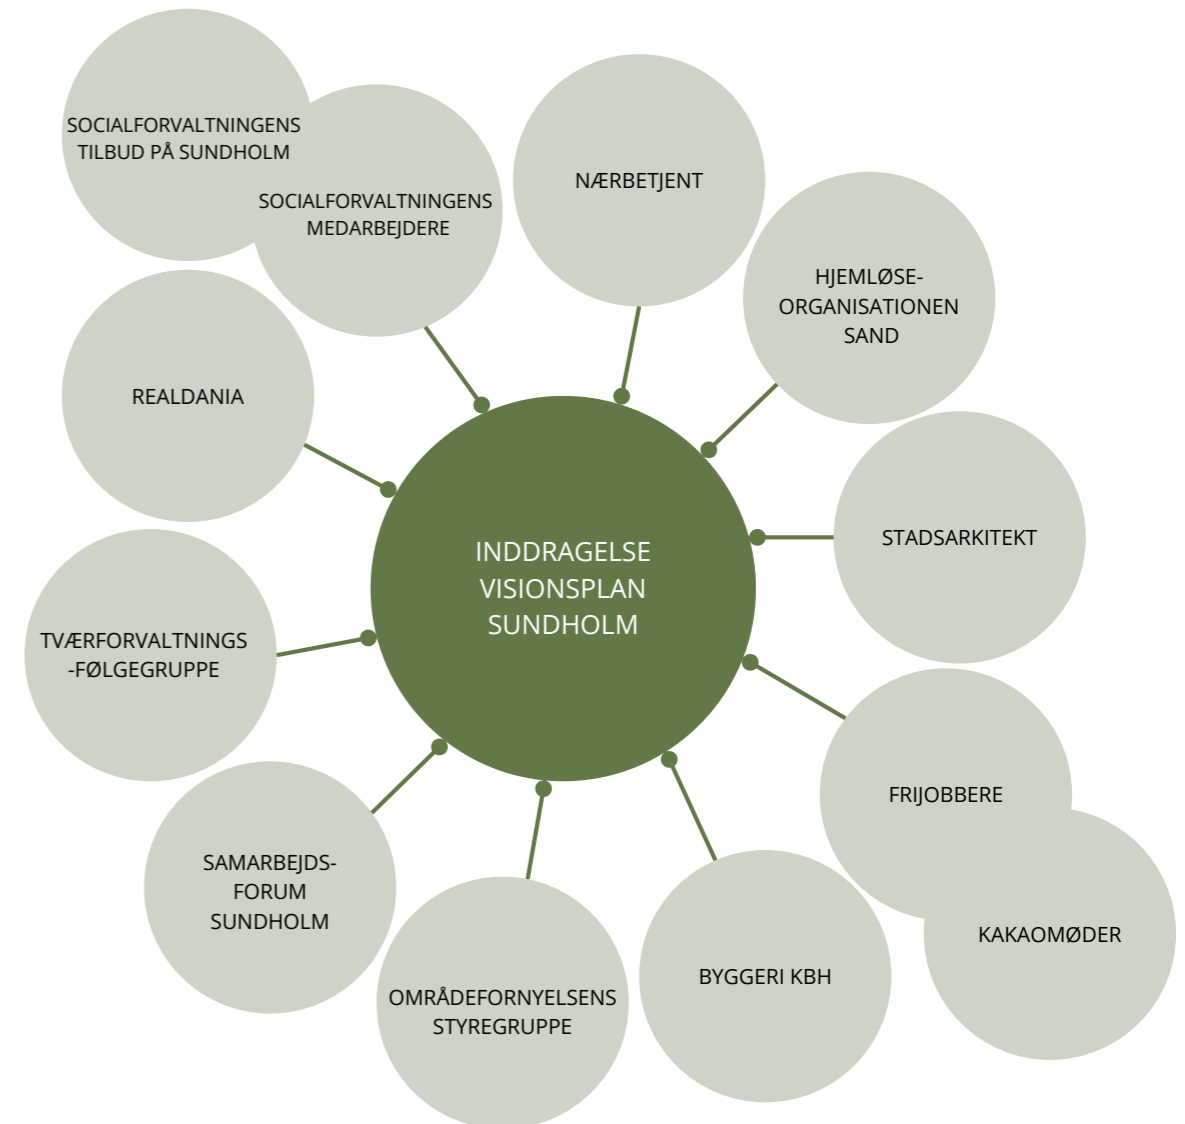 SOCIALFORVALTNINGENS
TILBUD PÅ SUNDHOLM
SOCIALFORVALTNINGENS
MEDARBEJDERE
NÆRBETJENT
HJEMLØSE-
ORGANISATIONEN
SAND
REALDANIA
STADSARKITEKT
INDDRAGELSE
VISIONSPLAN
SUNDHOLM
TVÆRFORVALTNINGS
-FØLGEGRUPPE
FRIJOBBERE
SAMARBEJDS-
FORUM
SUNDHOLM
KAKAOMØDER
BYGGERI KBH
OMRÅDEFORNYELSENS
STYREGRUPPE